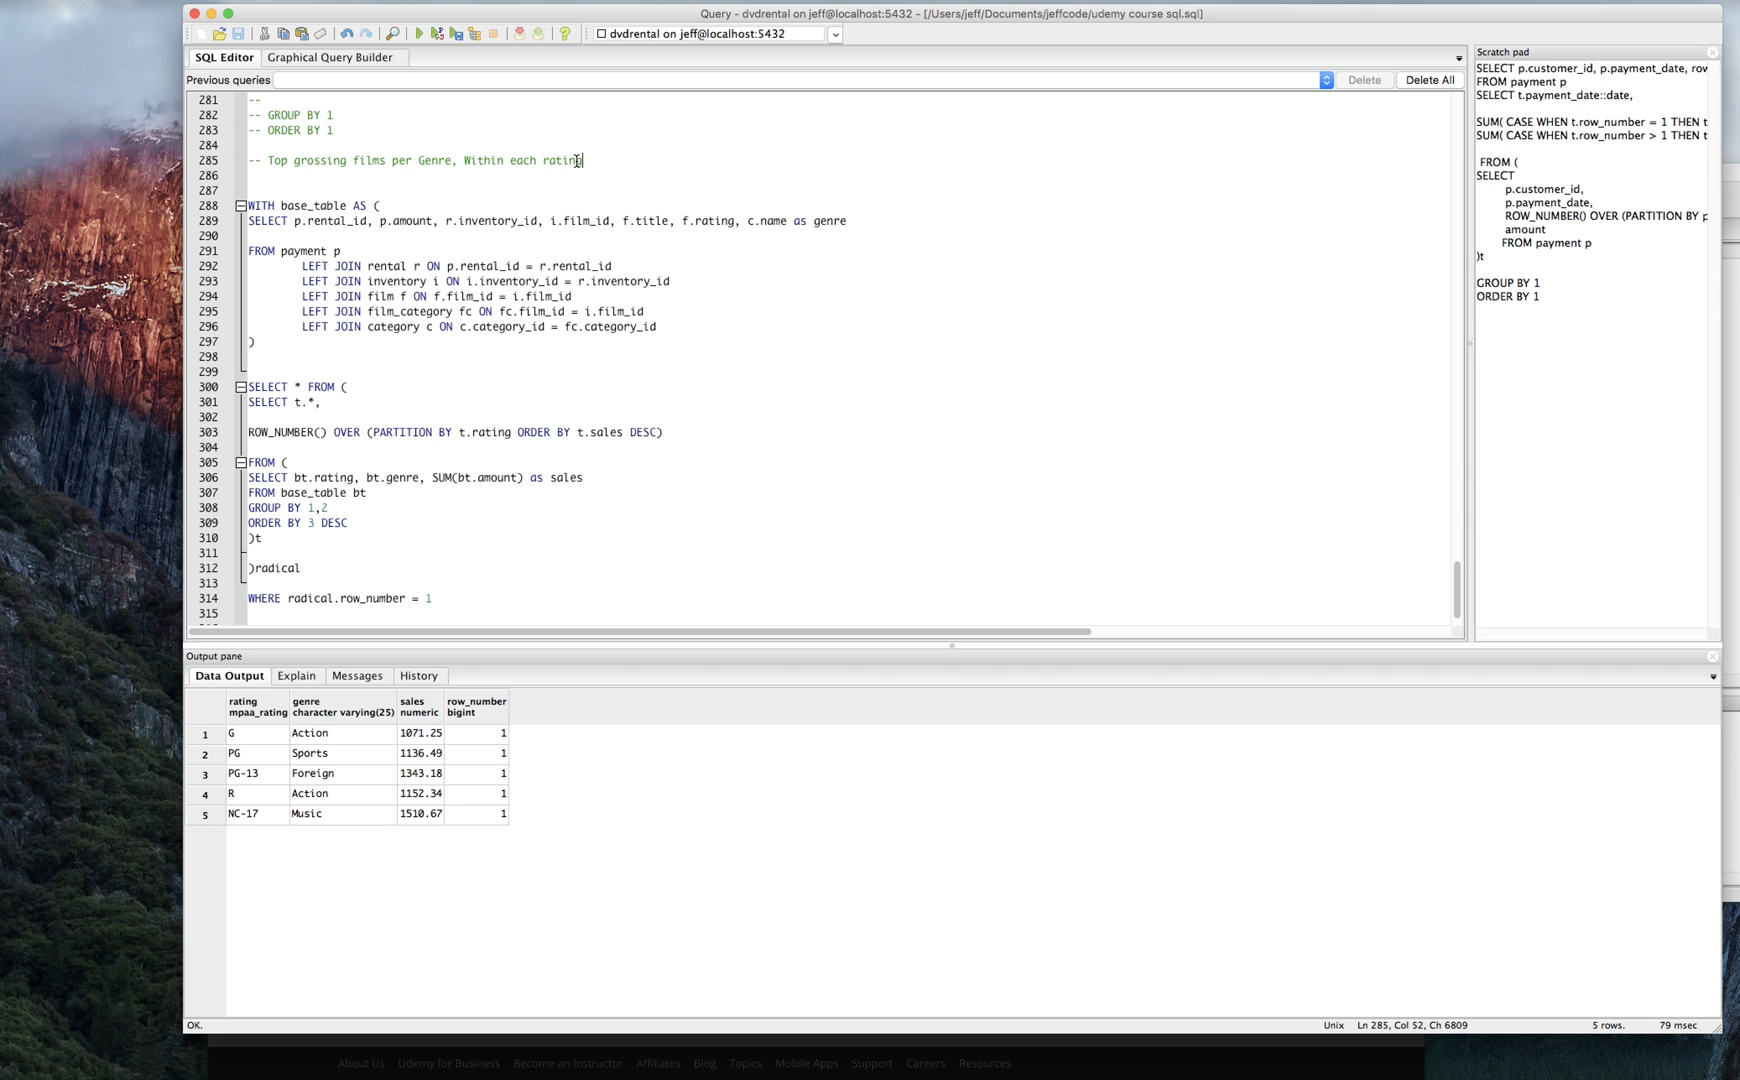 Query - dvdrental on jeff@localhost:5432 - [/Users/jeff/Documents/jeffcode/udemy course sql.sql]
dvdrental on jeff@localhost:5432
SQL Editor Graphical Query Builder
Previous queries Delete Delete All
281 --
282 -- GROUP BY 1
283 -- ORDER BY 1
284
285 -- Top grossing films per Genre, Within each rating
286
287
288 WITH base_table AS (
289 SELECT p.rental_id, p.amount, r.inventory_id, i.film_id, f.title, f.rating, c.name as genre
290
291 FROM payment p
292 LEFT JOIN rental r ON p.rental_id = r.rental_id
293 LEFT JOIN inventory i ON i.inventory_id = r.inventory_id
294 LEFT JOIN film f ON f.film_id = i.film_id
295 LEFT JOIN film_category fc ON fc.film_id = i.film_id
296 LEFT JOIN category c ON c.category_id = fc.category_id
297 )
298
299
300 SELECT * FROM (
301 SELECT t.*,
302
303 ROW_NUMBER() OVER (PARTITION BY t.rating ORDER BY t.sales DESC)
304
305 FROM (
306 SELECT bt.rating, bt.genre, SUM(bt.amount) as sales
307 FROM base_table bt
308 GROUP BY 1,2
309 ORDER BY 3 DESC
310 )t
311
312 )radical
313
314 WHERE radical.row_number = 1
315
Scratch pad
SELECT p.customer_id, p.payment_date, row
FROM payment p
SELECT t.payment_date::date,
SUM( CASE WHEN t.row_number = 1 THEN t
SUM( CASE WHEN t.row_number > 1 THEN t
FROM (
SELECT
p.customer_id,
p.payment_date,
ROW_NUMBER() OVER (PARTITION BY p
amount
FROM payment p
)t
GROUP BY 1
ORDER BY 1
Output pane
Data Output Explain Messages History
rating genre sales row_number
mpaa_rating character varying(25) numeric bigint
1 G Action 1071.25 1
2 PG Sports 1136.49 1
3 PG-13 Foreign 1343.18 1
4 R Action 1152.34 1
5 NC-17 Music 1510.67 1
OK. Unix Ln 285, Col 52, Ch 6809 5 rows. 79 msec
About Us Udemy for Business Become an Instructor Affiliates Blog Topics Mobile Apps Support Careers Resources